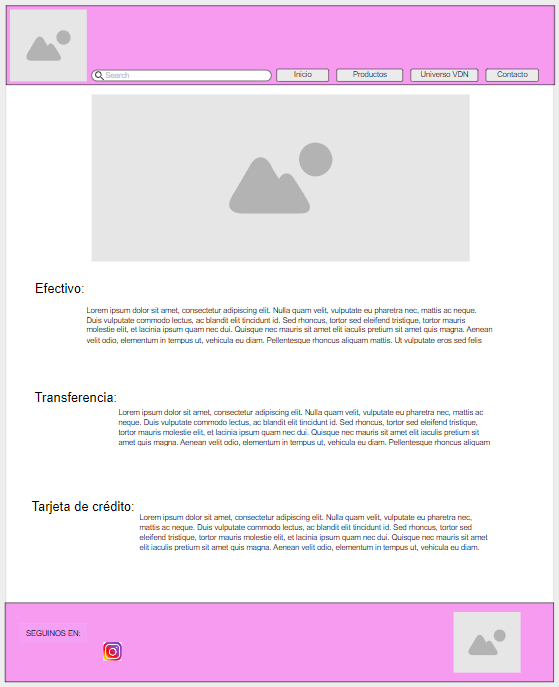 Search
Inicio
Productos
Universo VDN
Contacto
Efectivo:
Lorem ipsum dolor sit amet, consectetur adipiscing elit. Nulla quam velit, vulputate eu pharetra nec, mattis ac neque.
Duis vulputate commodo lectus, ac blandit elit tincidunt id. Sed rhoncus, tortor sed eleifend tristique, tortor mauris
molestie elit, et lacinia ipsum quam nec dui. Quisque nec mauris sit amet elit iaculis pretium sit amet quis magna. Aenean
velit odio, elementum in tempus ut, vehicula eu diam. Pellentesque rhoncus aliquam mattis. Ut vulputate eros sed felis
Transferencia:
Lorem ipsum dolor sit amet, consectetur adipiscing elit. Nulla quam velit, vulputate eu pharetra nec, mattis ac
neque. Duis vulputate commodo lectus, ac blandit elit tincidunt id. Sed rhoncus, tortor sed eleifend tristique,
tortor mauris molestie elit, et lacinia ipsum quam nec dui. Quisque nec mauris sit amet elit iaculis pretium sit
amet quis magna. Aenean velit odio, elementum in tempus ut, vehicula eu diam. Pellentesque rhoncus aliquam
Tarjeta de crédito:
Lorem ipsum dolor sit amet, consectetur adipiscing elit. Nulla quam velit, vulputate eu pharetra nec,
mattis ac neque. Duis vulputate commodo lectus, ac blandit elit tincidunt id. Sed rhoncus, tortor sed
eleifend tristique, tortor mauris molestie elit, et lacinia ipsum quam nec dui. Quisque nec mauris sit amet
elit iaculis pretium sit amet quis magna. Aenean velit odio, elementum in tempus ut, vehicula eu diam.
SEGUINOS EN: